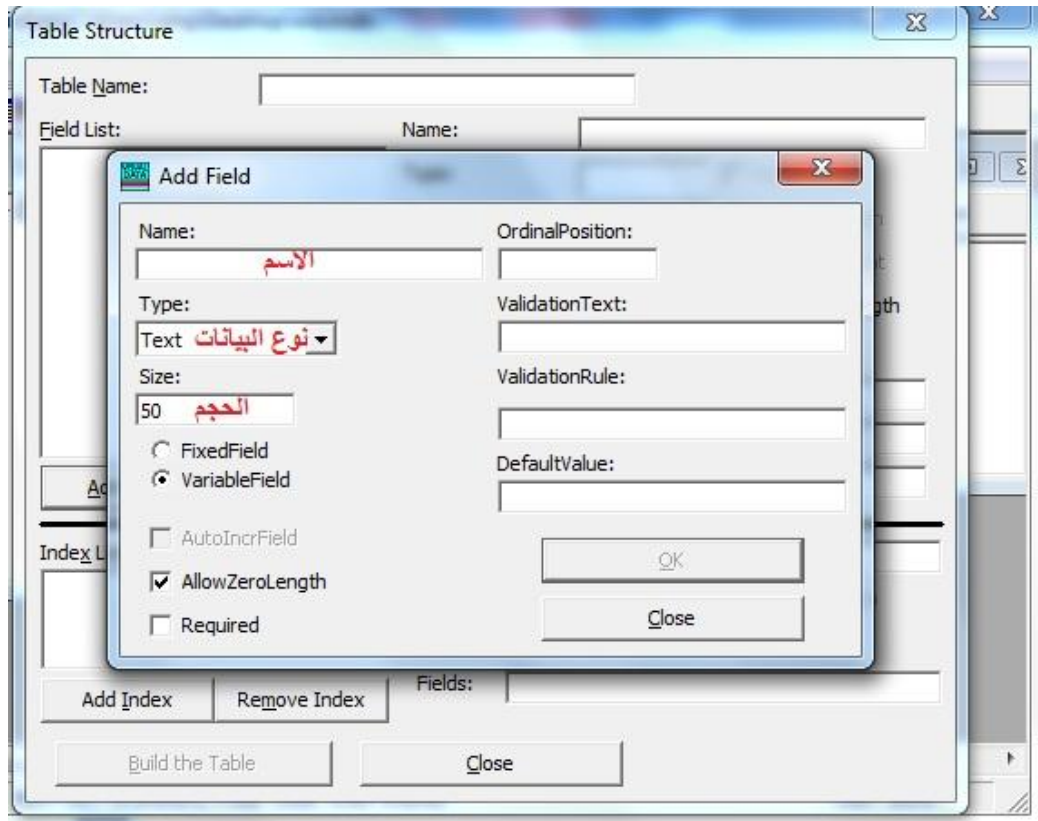 Table Structure
Table Name:
Field List:
Name:
Add Field
Name:
الاسم
Type:
Text نوع البيانات
Size:
50 الحجم
FixedField
VariableField
AutoIncrField
AllowZeroLength
Required
OrdinalPosition:
ValidationText:
ValidationRule:
DefaultValue:
OK
Close
gth
Index L
Add Index
Remove Index
Fields:
Build the Table
Close